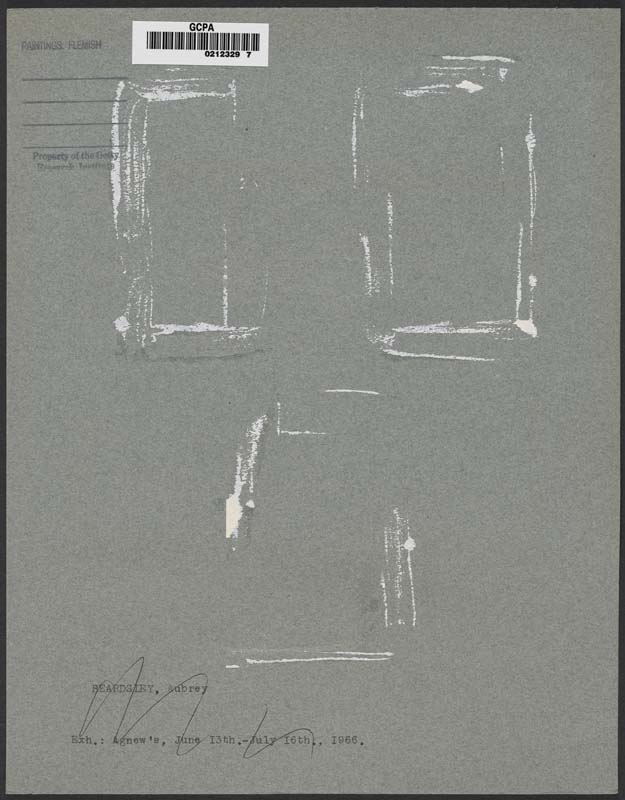 GCPA
0212329 7
PAINTINGS, FLEMISH
Property of the Getty
Research Institute
BEARDSLEY, Aubrey
Exh.: Agnew's, June 13th.-July 16th., 1966.